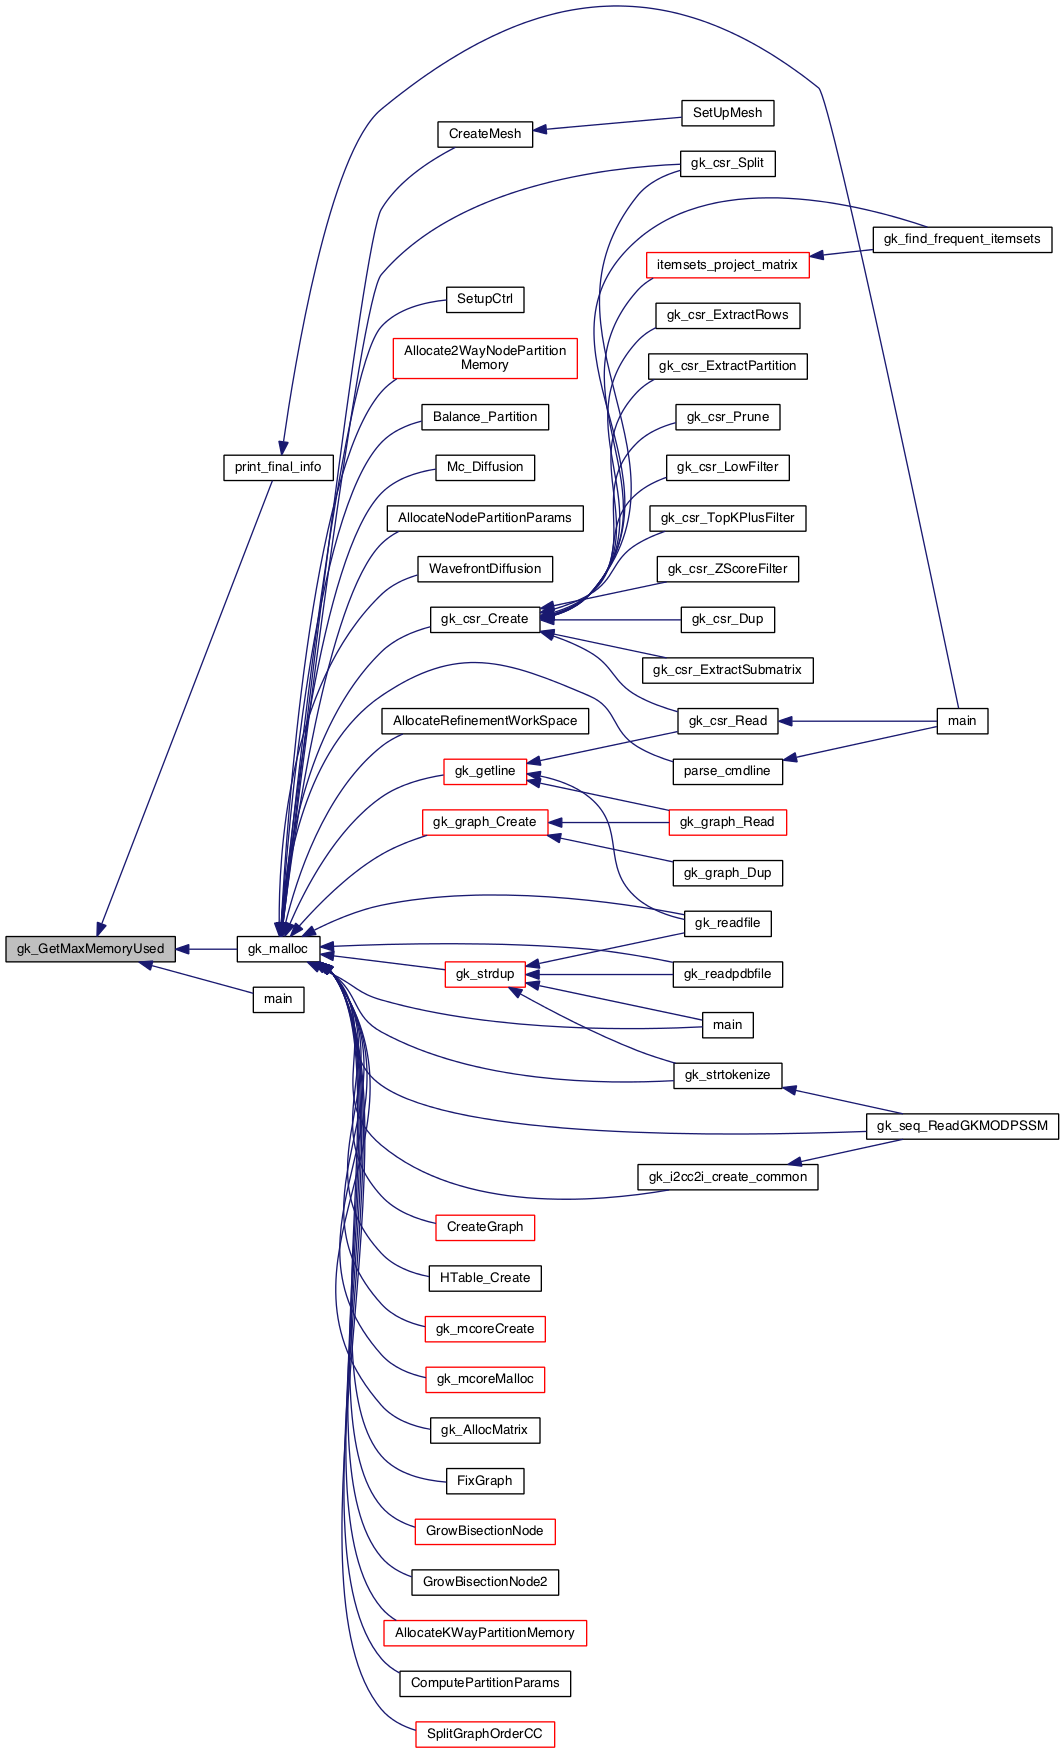 SetUpMesh
CreateMesh
gk_csr_Split
gk_find_frequent_itemsets
itemsets_project_matrix
SetupCtrl
gk_csr_ExtractRows
Allocate2WayNodePartition
Memory
gk_csr_ExtractPartition
Balance_Partition
gk_csr_Prune
print_final_info
Mc_Diffusion
gk_csr_LowFilter
AllocateNodePartitionParams
gk_csr_TopKPlusFilter
WavefrontDiffusion
gk_csr_ZScoreFilter
gk_csr_Create
gk_csr_Dup
gk_csr_ExtractSubmatrix
AllocateRefinementWorkSpace
gk_csr_Read
main
gk_getline
parse_cmdline
gk_graph_Create
gk_graph_Read
gk_graph_Dup
gk_readfile
gk_GetMaxMemoryUsed
gk_malloc
gk_strdup
gk_readpdbfile
main
main
gk_strtokenize
gk_seq_ReadGKMODPSSM
gk_i2cc2i_create_common
CreateGraph
HTable_Create
gk_mcoreCreate
gk_mcoreMalloc
gk_AllocMatrix
FixGraph
GrowBisectionNode
GrowBisectionNode2
AllocateKWayPartitionMemory
ComputePartitionParams
SplitGraphOrderCC